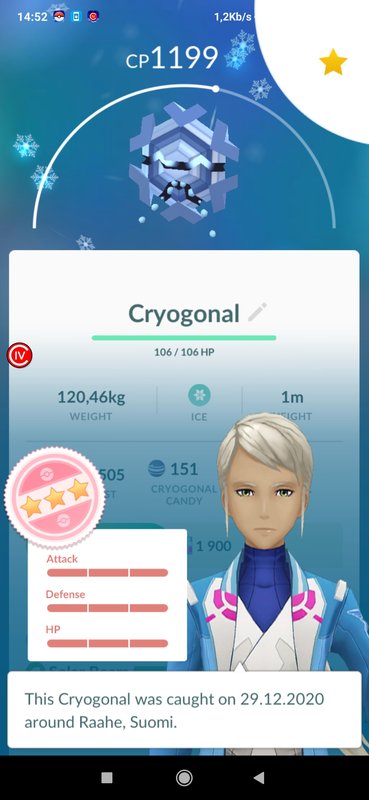 14:52
1,2Kb/s
CP1199
Cryogonal
106 / 106 HP
IV
120,46kg
ICE
1m
WEIGHT
505
151
CRYOGONAL
CANDY
1 900
Attack
Defense
HP
This Cryogonal was caught on 29.12.2020
around Raahe, Suomi.